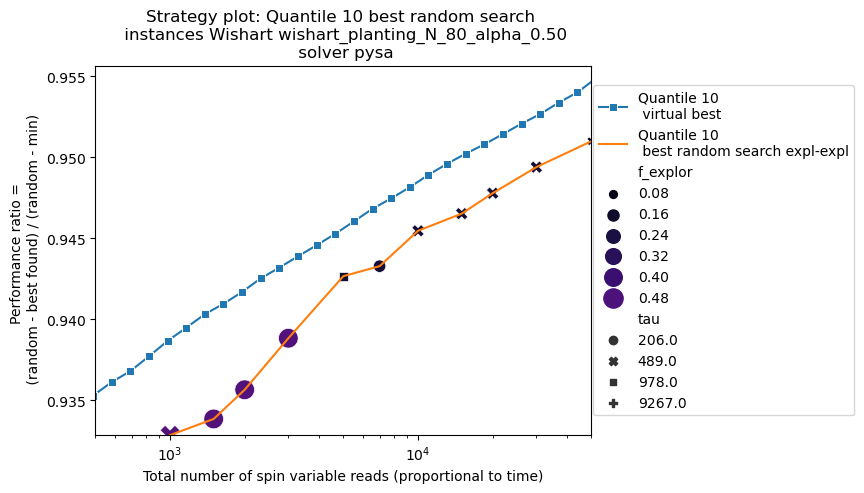 Strategy plot: Quantile 10 best random search
instances Wishart wishart_planting_N_80_alpha_0.50
solver pysa
0.955
0.950
0.945
0.940
0.935
Performance ratio =
(random - best found) / (random - min)
10³
10⁴
Total number of spin variable reads (proportional to time)
Quantile 10
virtual best
Quantile 10
best random search expl-expl
f_explor
0.08
0.16
0.24
0.32
0.40
0.48
tau
206.0
489.0
978.0
9267.0